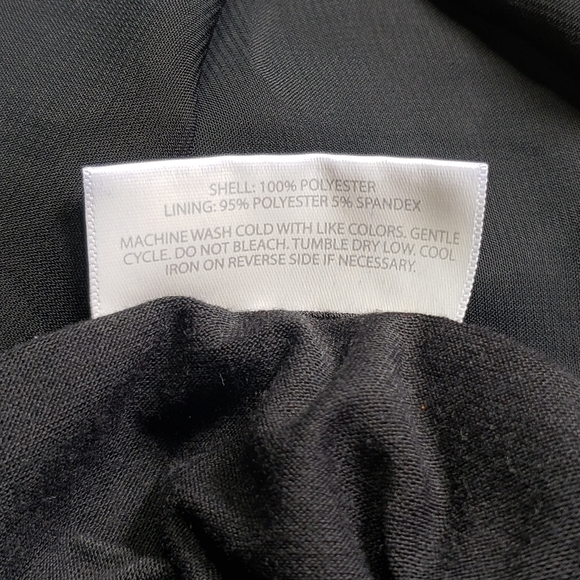 SHELL: 100% POLYESTER
LINING: 95% POLYESTER 5% SPANDEX
MACHINE WASH COLD WITH LIKE COLORS. GENTLE
CYCLE. DO NOT BLEACH. TUMBLE DRY LOW. COOL
IRON ON REVERSE SIDE IF NECESSARY.